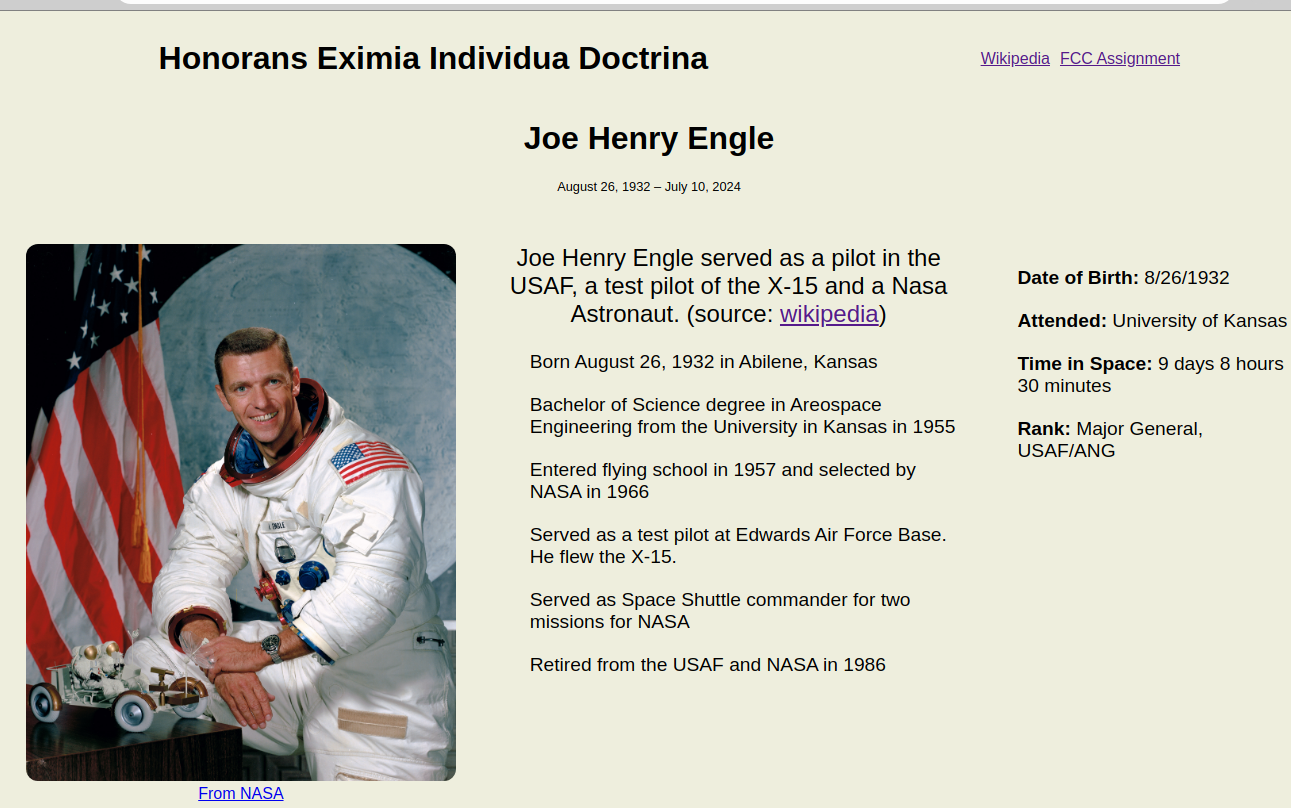 Honorans Eximia Individua Doctrina
Wikipedia FCC Assignment
Joe Henry Engle
August 26, 1932 – July 10, 2024
Joe Henry Engle served as a pilot in the
USAF, a test pilot of the X-15 and a Nasa
Astronaut. (source: wikipedia)
Born August 26, 1932 in Abilene, Kansas
Bachelor of Science degree in Areospace
Engineering from the University in Kansas in 1955
Entered flying school in 1957 and selected by
NASA in 1966
Served as a test pilot at Edwards Air Force Base.
He flew the X-15.
Served as Space Shuttle commander for two
missions for NASA
Retired from the USAF and NASA in 1986
Date of Birth: 8/26/1932
Attended: University of Kansas
Time in Space: 9 days 8 hours
30 minutes
Rank: Major General,
USAF/ANG
J. ENGLE
From NASA